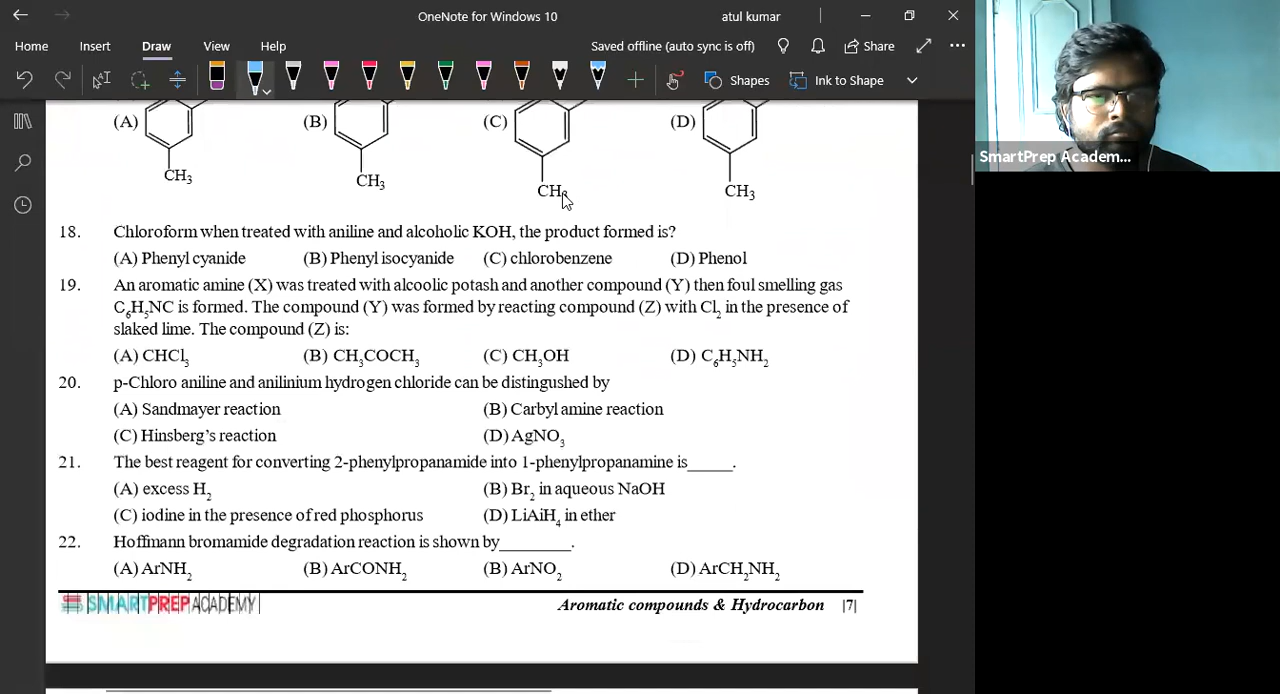 OneNote for Windows 10
atul kumar
Home Insert Draw View Help
Saved offline (auto sync is off)
Share
Shapes
Ink to Shape
SmartPrep Academ...
(A) (B) (C) (D)
CH3 CH3 CH3 CH3
18. Chloroform when treated with aniline and alcoholic KOH, the product formed is?
(A) Phenyl cyanide (B) Phenyl isocyanide (C) chlorobenzene (D) Phenol
19. An aromatic amine (X) was treated with alcoolic potash and another compound (Y) then foul smelling gas
C6H5NC is formed. The compound (Y) was formed by reacting compound (Z) with Cl2 in the presence of
slaked lime. The compound (Z) is:
(A) CHCl3 (B) CH3COCH3 (C) CH3OH (D) C6H5NH2
20. p-Chloro aniline and anilinium hydrogen chloride can be distingushed by
(A) Sandmayer reaction (B) Carbyl amine reaction
(C) Hinsberg's reaction (D) AgNO3
21. The best reagent for converting 2-phenylpropanamide into 1-phenylpropanamine is_____.
(A) excess H2 (B) Br2 in aqueous NaOH
(C) iodine in the presence of red phosphorus (D) LiAiH4 in ether
22. Hoffmann bromamide degradation reaction is shown by________.
(A) ArNH2 (B) ArCONH2 (B) ArNO2 (D) ArCH2NH2
SMARTPREP ACADEMY Aromatic compounds & Hydrocarbon |7|